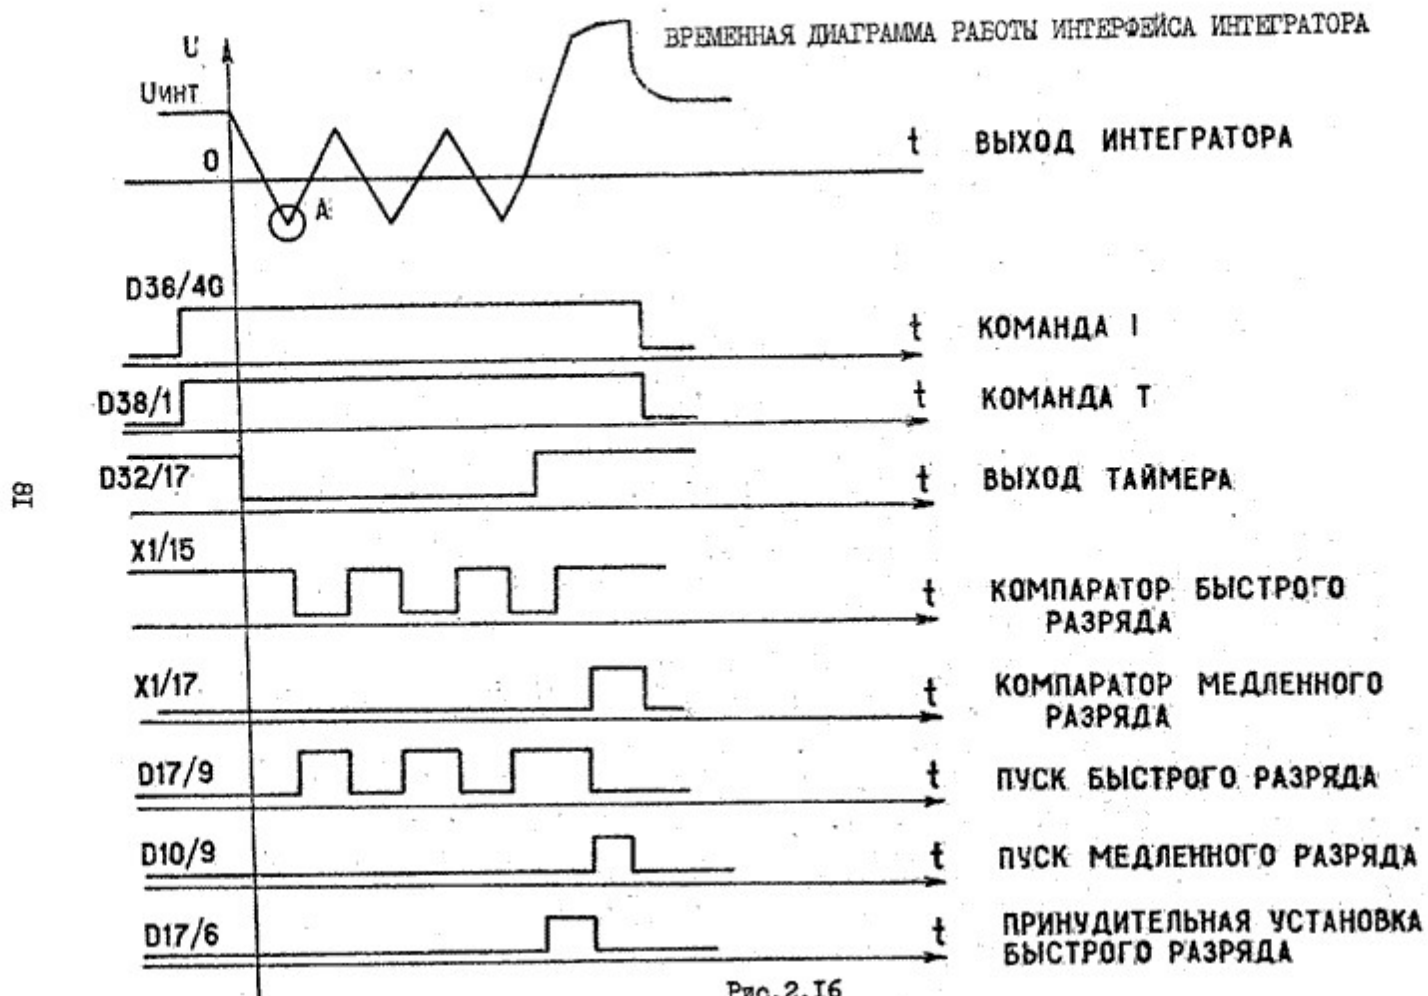 ВРЕМЕННАЯ ДИАГРАММА РАБОТЫ ИНТЕРФЕЙСА ИНТЕГРАТОРА
U
Uинт
0
A
t ВЫХОД ИНТЕГРАТОРА
D36/40
t КОМАНДА I
D38/1
t КОМАНДА Т
D32/17
t ВЫХОД ТАЙМЕРА
I8
X1/15
t КОМПАРАТОР БЫСТРОГО
РАЗРЯДА
X1/17
t КОМПАРАТОР МЕДЛЕННОГО
РАЗРЯДА
D17/9
t ПУСК БЫСТРОГО РАЗРЯДА
D10/9
t ПУСК МЕДЛЕННОГО РАЗРЯДА
D17/6
t ПРИНУДИТЕЛЬНАЯ УСТАНОВКА
БЫСТРОГО РАЗРЯДА
Рис.2.I6